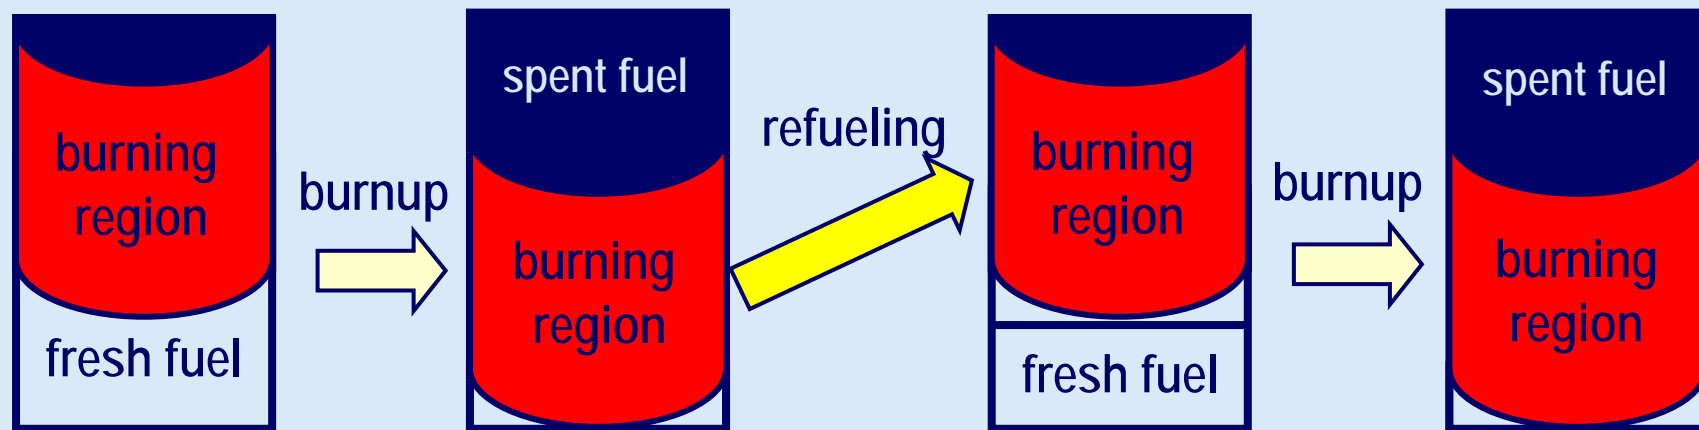 burning
region
fresh fuel
burnup
spent fuel
burning
region
refueling
burning
region
fresh fuel
burnup
spent fuel
burning
region